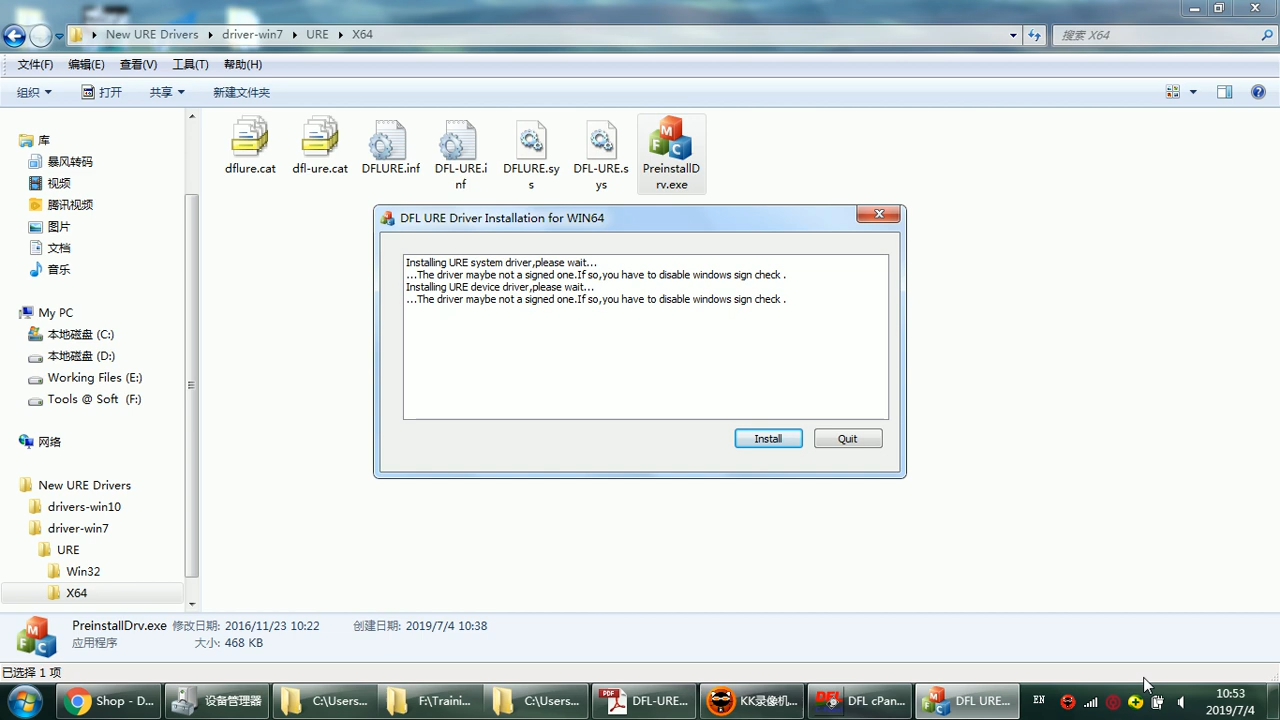 New URE Drivers
driver-win7
URE
X64
搜索 X64
文件(F)
编辑(E)
查看(V)
工具(T)
帮助(H)
组织
打开
共享
新建文件夹
库
暴风转码
视频
腾讯视频
图片
文档
音乐
My PC
本地磁盘 (C:)
本地磁盘 (D:)
Working Files (E:)
Tools @ Soft (F:)
网络
New URE Drivers
drivers-win10
driver-win7
URE
Win32
X64
dflure.cat
dfl-ure.cat
DFLURE.inf
DFL-URE.i
nf
DFLURE.sy
s
DFL-URE.s
ys
PreinstallD
rv.exe
DFL URE Driver Installation for WIN64
Installing URE system driver,please wait...
...The driver maybe not a signed one.If so,you have to disable windows sign check .
Installing URE device driver,please wait...
...The driver maybe not a signed one.If so,you have to disable windows sign check .
Install
Quit
PreinstallDrv.exe 修改日期: 2016/11/23 10:22 创建日期: 2019/7/4 10:38
应用程序 大小: 468 KB
已选择 1 项
Shop - D...
设备管理器
C:\Users...
F:\Traini...
C:\Users...
DFL-URE...
KK录像机...
DFL cPan...
DFL URE...
EN
10:53
2019/7/4